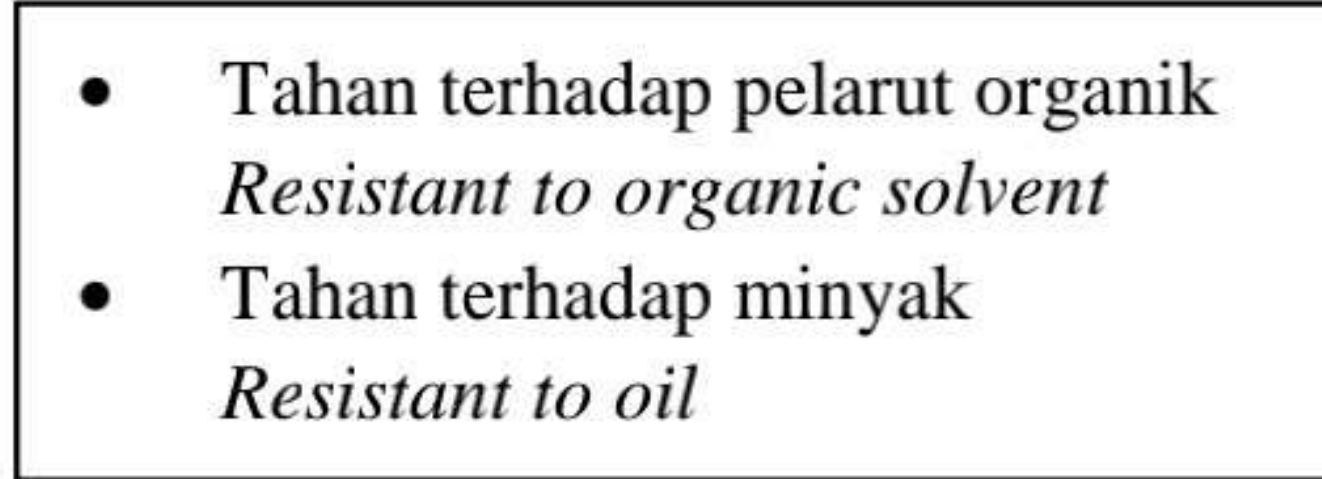 • Tahan terhadap pelarut organik
Resistant to organic solvent
• Tahan terhadap minyak
Resistant to oil